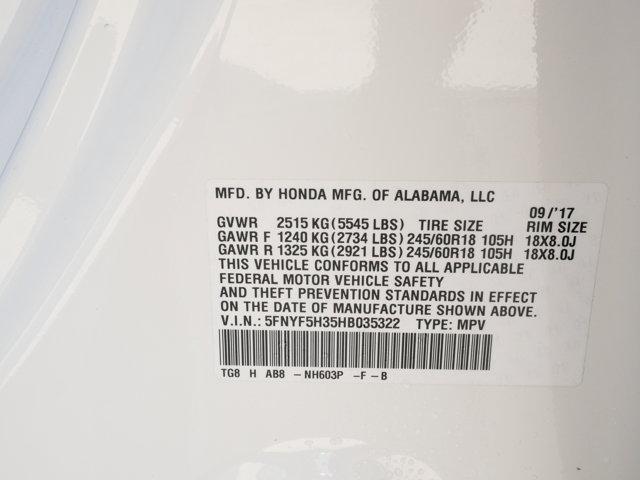 MFD. BY HONDA MFG. OF ALABAMA, LLC
09/'17
GVWR 2515 KG (5545 LBS) TIRE SIZE RIM SIZE
GAWR F 1240 KG (2734 LBS) 245/60R18 105H 18X8.0J
GAWR R 1325 KG (2921 LBS) 245/60R18 105H 18X8.0J
THIS VEHICLE CONFORMS TO ALL APPLICABLE
FEDERAL MOTOR VEHICLE SAFETY
AND THEFT PREVENTION STANDARDS IN EFFECT
ON THE DATE OF MANUFACTURE SHOWN ABOVE.
V.I.N.: 5FNYF5H35HB035322 TYPE: MPV
TG8 H AB8 - NH603P -F-B